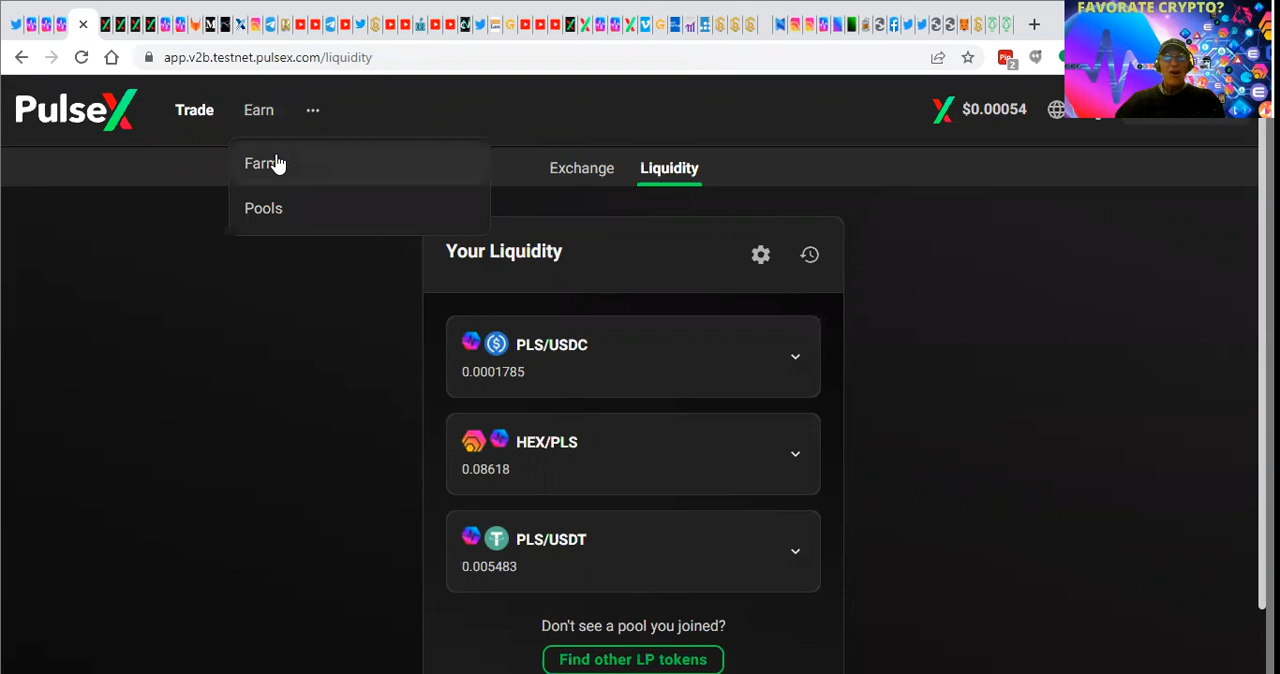 FAVORATE CRYPTO?
app.v2b.testnet.pulsex.com/liquidity
2
PulseX
Trade
Earn
$0.00054
Farm
Pools
Exchange
Liquidity
Your Liquidity
PLS/USDC
0.0001785
HEX/PLS
0.08618
PLS/USDT
0.005483
Don't see a pool you joined?
Find other LP tokens